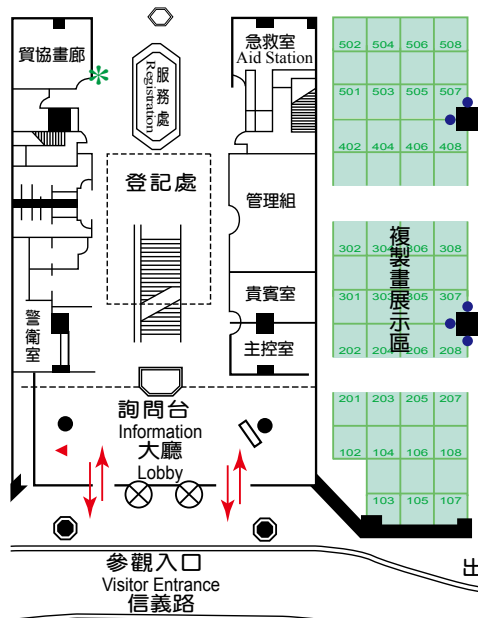 貿協畫廊
服務處
Registration
急救室
Aid Station
登記處
管理組
貴賓室
主控室
警衛室
詢問台
Information
大廳
Lobby
參觀入口
Visitor Entrance
信義路
502 504 506 508
501 503 505 507
402 404 406 408
302 304 306 308
301 303 305 307
202 204 206 208
複製畫展示區
201 203 205 207
102 104 106 108
103 105 107
出